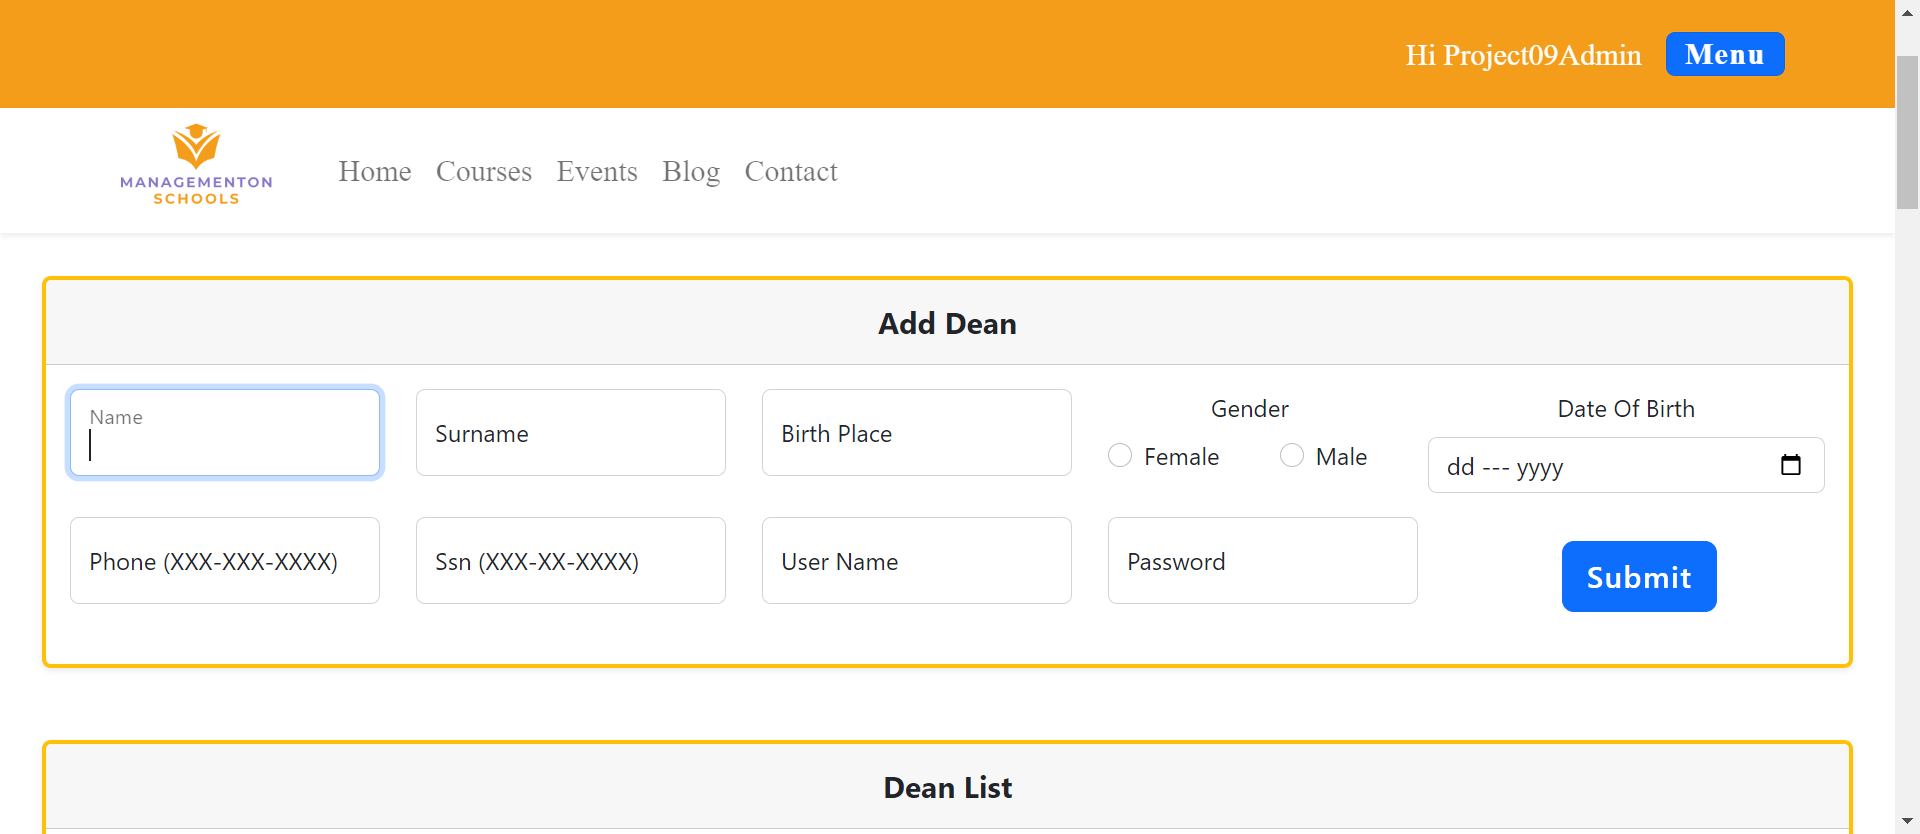 Hi Project09Admin Menu
MANAGEMENTON
SCHOOLS
Home Courses Events Blog Contact
Add Dean
Name
Surname
Birth Place
Gender
Female Male
Date Of Birth
dd --- yyyy
Phone (XXX-XXX-XXXX)
Ssn (XXX-XX-XXXX)
User Name
Password
Submit
Dean List